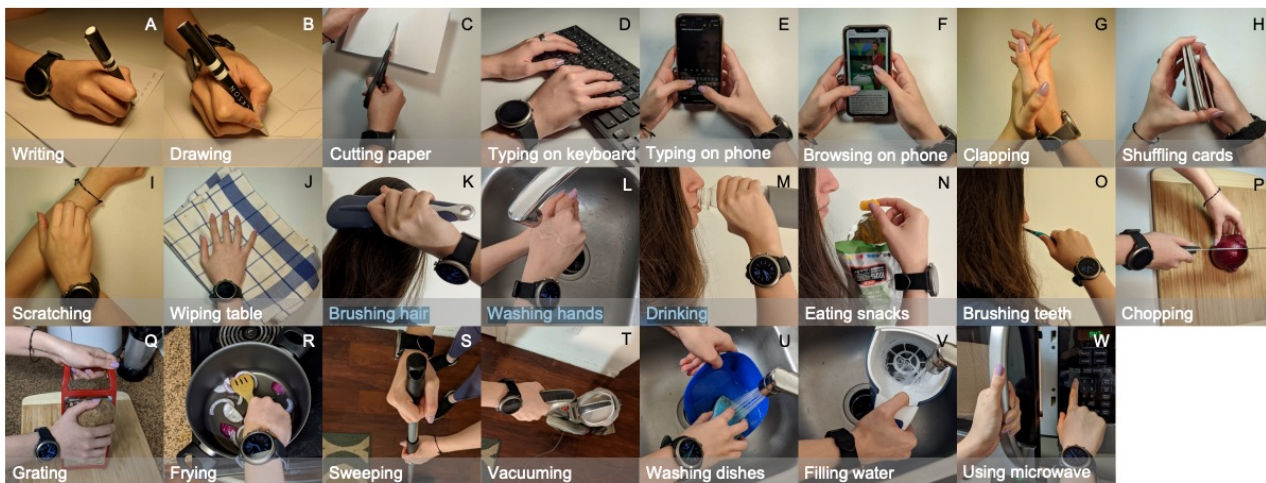 A
Writing
B
Drawing
C
Cutting paper
D
Typing on keyboard
E
Typing on phone
F
Browsing on phone
G
Clapping
H
Shuffling cards
I
Scratching
J
Wiping table
K
Brushing hair
L
Washing hands
M
Drinking
N
Eating snacks
O
Brushing teeth
P
Chopping
Q
Grating
R
Frying
S
Sweeping
T
Vacuuming
U
Washing dishes
V
Filling water
W
Using microwave